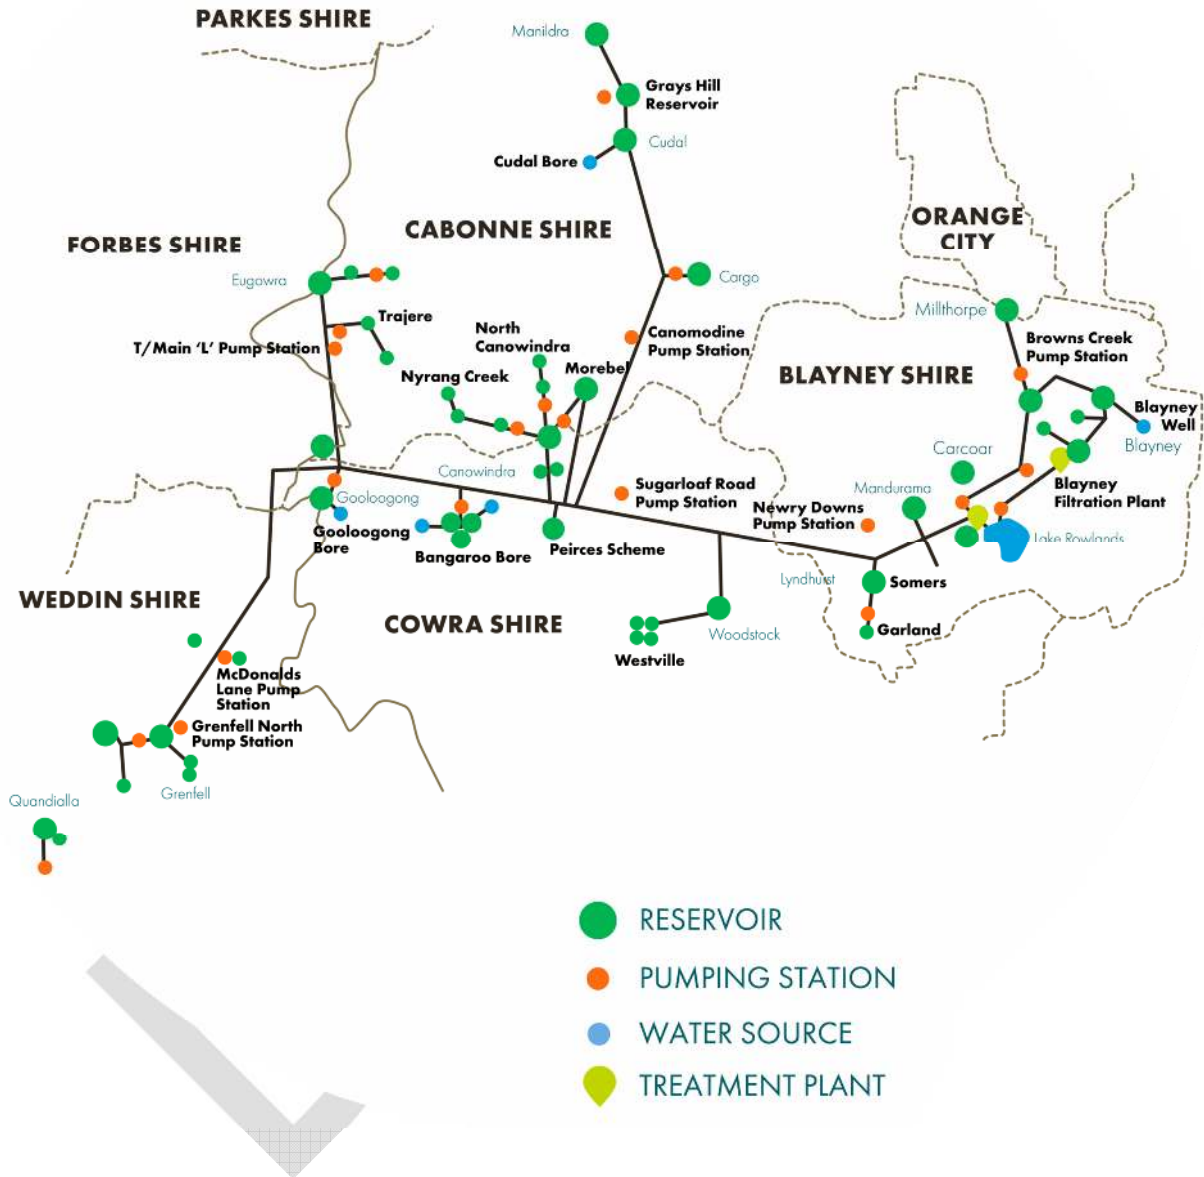 PARKES SHIRE
Manildra
Grays Hill
Reservoir
Cudal
Cudal Bore
ORANGE
CITY
CABONNE SHIRE
FORBES SHIRE
Eugowra
Cargo
Millthorpe
Trajere
North
Canowindra
Canomodine
Pump Station
Browns Creek
Pump Station
T/Main 'L' Pump Station
Morebel
Nyrang Creek
BLAYNEY SHIRE
Blayney
Well
Blayney
Carcoar
Canowindra
Mandurama
Sugarloaf Road
Pump Station
Blayney
Filtration Plant
Gooloogong
Newry Downs
Pump Station
Gooloogong
Bore
Bangaroo Bore
Peirces Scheme
Lake Rowlands
Lyndhurst
Somers
WEDDIN SHIRE
COWRA SHIRE
Garland
Woodstock
Westville
McDonalds
Lane Pump
Station
Grenfell North
Pump Station
Grenfell
Quandialla
RESERVOIR
PUMPING STATION
WATER SOURCE
TREATMENT PLANT